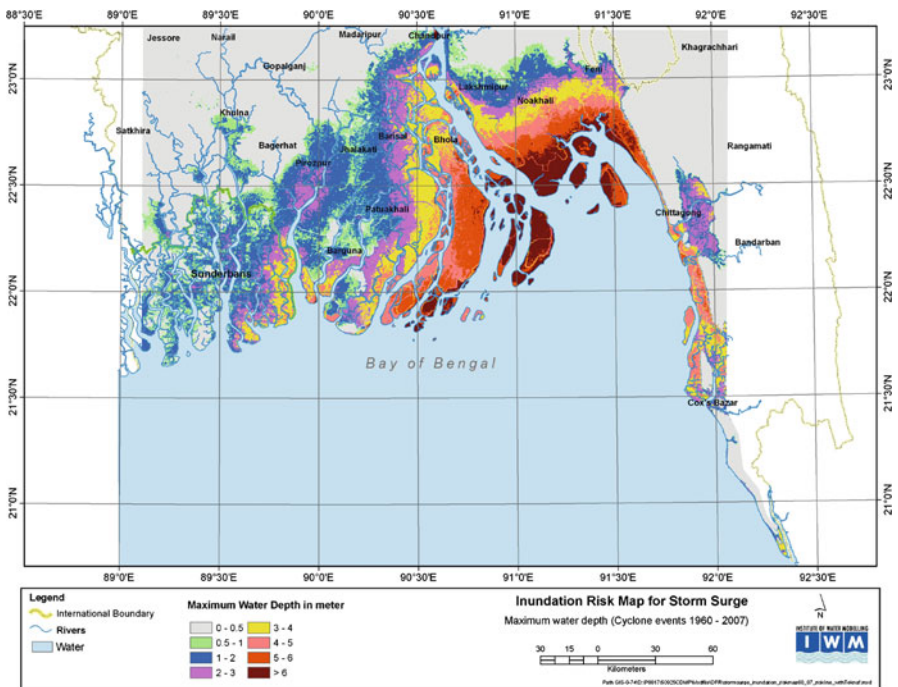 88°30'E 89°0'E 89°30'E 90°0'E 90°30'E 91°0'E 91°30'E 92°0'E 92°30'E
Jessore Narail Madaripur Chandpur
Khagrachhari
23°0'N Gopalganj Feni 23°0'N
Lakshmipur
Noakhali
Khulna
Satkhira
Bagerhat Jhalakati Barisal Bhola
Rangamati
Pirozpur
22°30'N 22°30'N
Patuakhali Chittagong
Barguna Bandarban
Sunderbans
22°0'N 22°0'N
Bay of Bengal
21°30'N 21°30'N
Cox's Bazar
21°0'N 21°0'N
89°0'E 89°30'E 90°0'E 90°30'E 91°0'E 91°30'E 92°0'E 92°30'E
Legend
International Boundary
Rivers
Water
Maximum Water Depth in meter
0 - 0.5 3 - 4
0.5 - 1 4 - 5
1 - 2 5 - 6
2 - 3 >6
Inundation Risk Map for Storm Surge
Maximum water depth (Cyclone events 1960 - 2007)
30 15 0 30 60
Kilometers
N
INSTITUTE OF WATER MODELLING
IWM